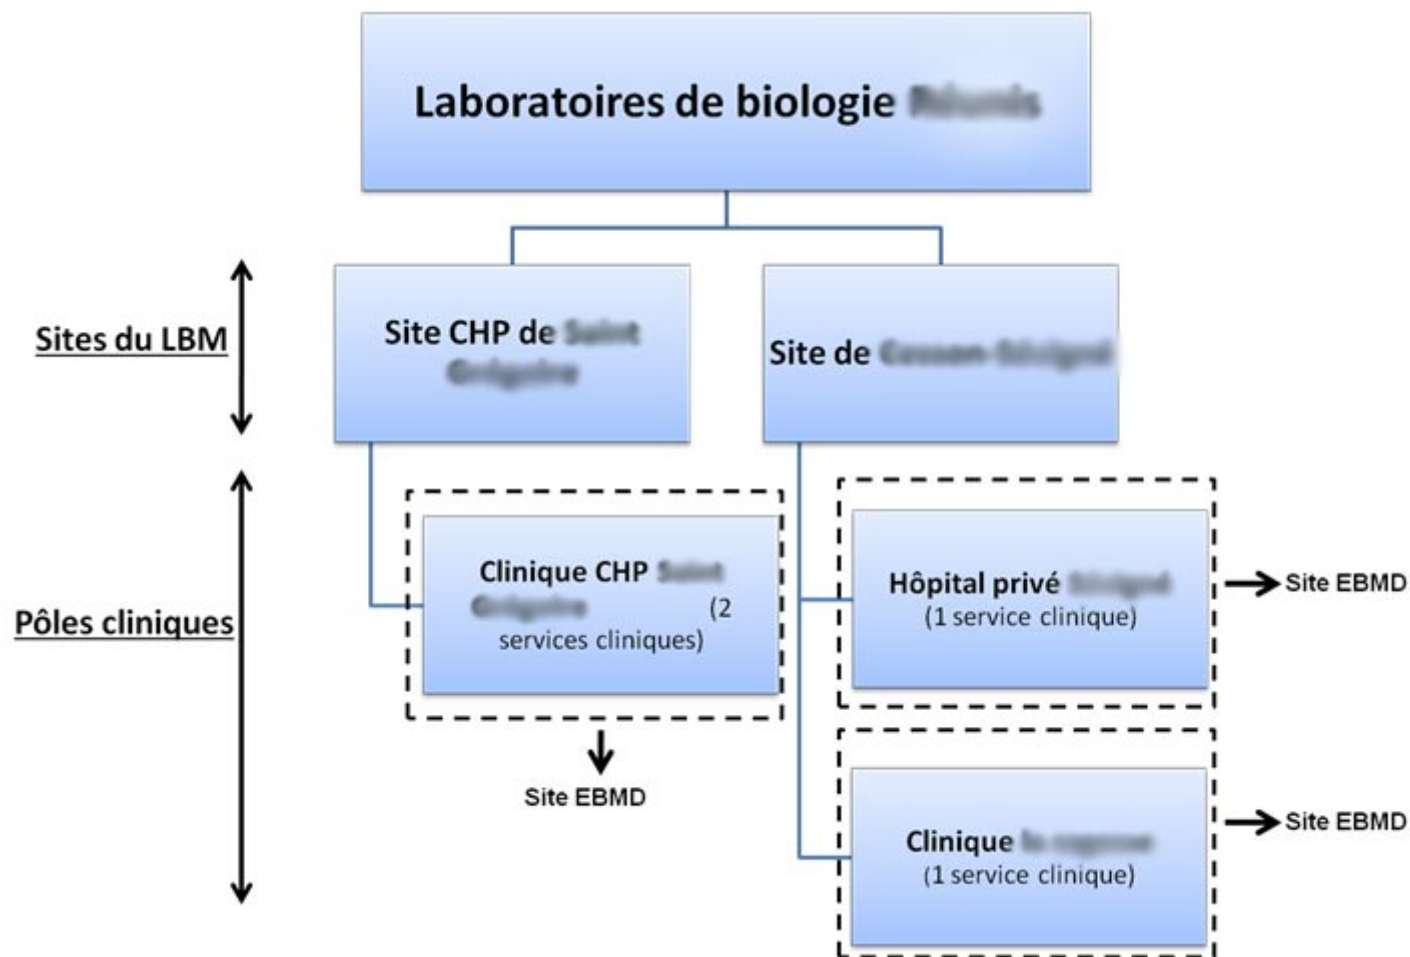 Laboratoires de biologie
Sites du LBM
Site CHP de
Site de
Pôles cliniques
Clinique CHP
(2
services cliniques)
Site EBMD
Hôpital privé
(1 service clinique)
Site EBMD
Clinique
(1 service clinique)
Site EBMD